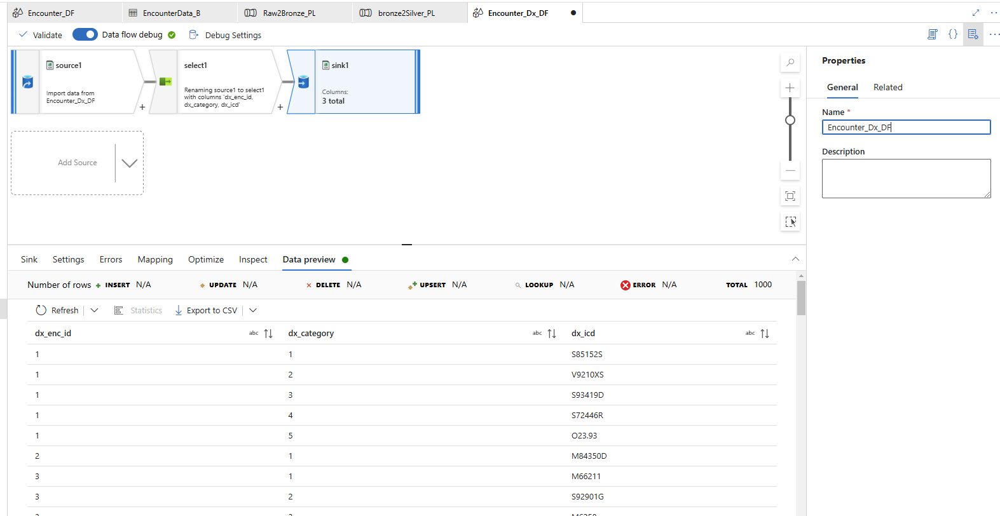 Encounter_DF
EncounterData_B
Raw2Bronze_PL
bronze2Silver_PL
Encounter_Dx_DF
Validate
Data flow debug
Debug Settings
source1
Import data from
Encounter_Dx_DF
+
select1
Renaming source1 to select1
with columns 'dx_enc_id,
dx_category, dx_icd'
+
sink1
Columns:
3 total
Add Source
Properties
General Related
Name *
Encounter_Dx_DF
Description
Sink Settings Errors Mapping Optimize Inspect Data preview
Number of rows INSERT N/A UPDATE N/A DELETE N/A UPSERT N/A LOOKUP N/A ERROR N/A TOTAL 1000
Refresh Statistics Export to CSV
dx_enc_id abc dx_category abc dx_icd abc
1 1 S85152S
1 2 V9210XS
1 3 S93419D
1 4 S72446R
1 5 O23.93
2 1 M84350D
3 1 M66211
3 2 S92901G